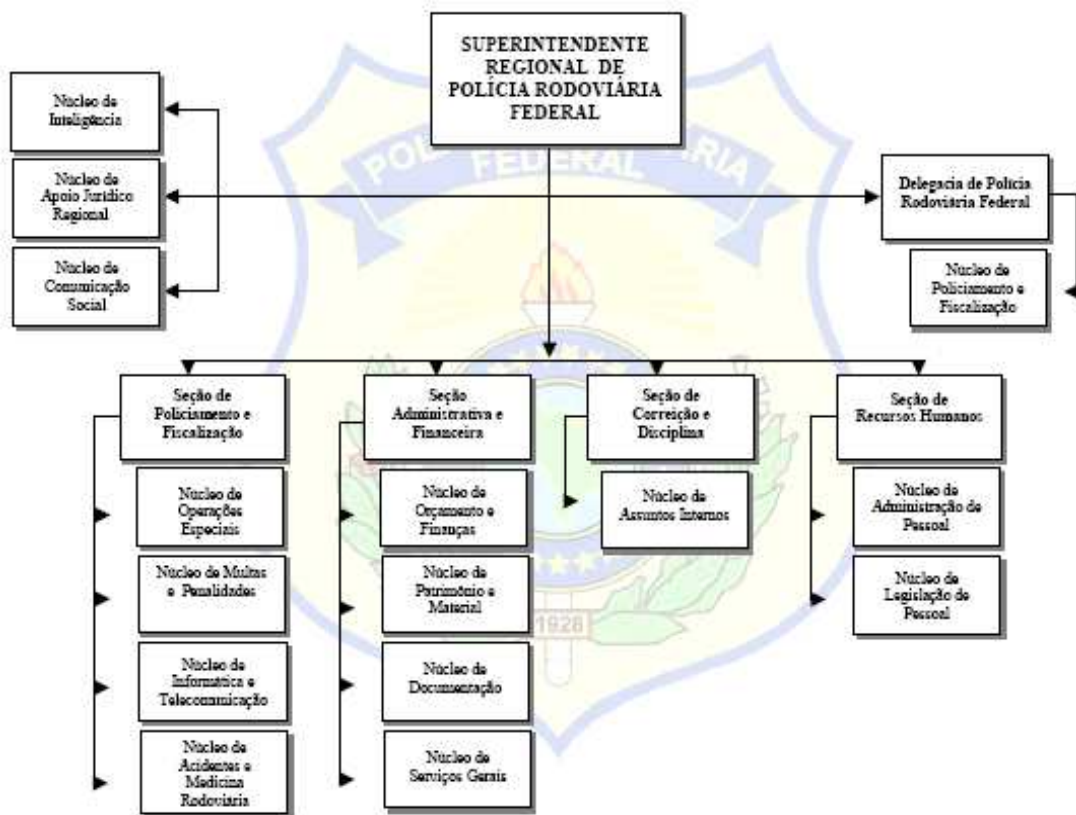 SUPERINTENDENTE
REGIONAL DE
POLÍCIA RODOVIÁRIA
FEDERAL
Núcleo de
Inteligência
Núcleo de
Apoio Jurídico
Regional
Núcleo de
Comunicação
Social
FEDERAL
Delegacia de Polícia
Rodoviária Federal
Núcleo de
Policiamento e
Fiscalização
Seção de
Policiamento e
Fiscalização
Núcleo de
Operações
Especiais
Núcleo de Multas
e Penalidades
Núcleo de
Informática e
Telecomunicação
Núcleo de
Acidentes e
Medicina
Rodoviária
Seção
Administrativa e
Financeira
Núcleo de
Orçamento e
Finanças
Núcleo de
Patrimônio e
Material
Núcleo de
Documentação
Núcleo de
Serviços Gerais
Seção de
Correição e
Disciplina
Núcleo de
Assuntos Internos
Seção de
Recursos Humanos
Núcleo de
Administração de
Pessoal
Núcleo de
Legislação de
Pessoal
1928